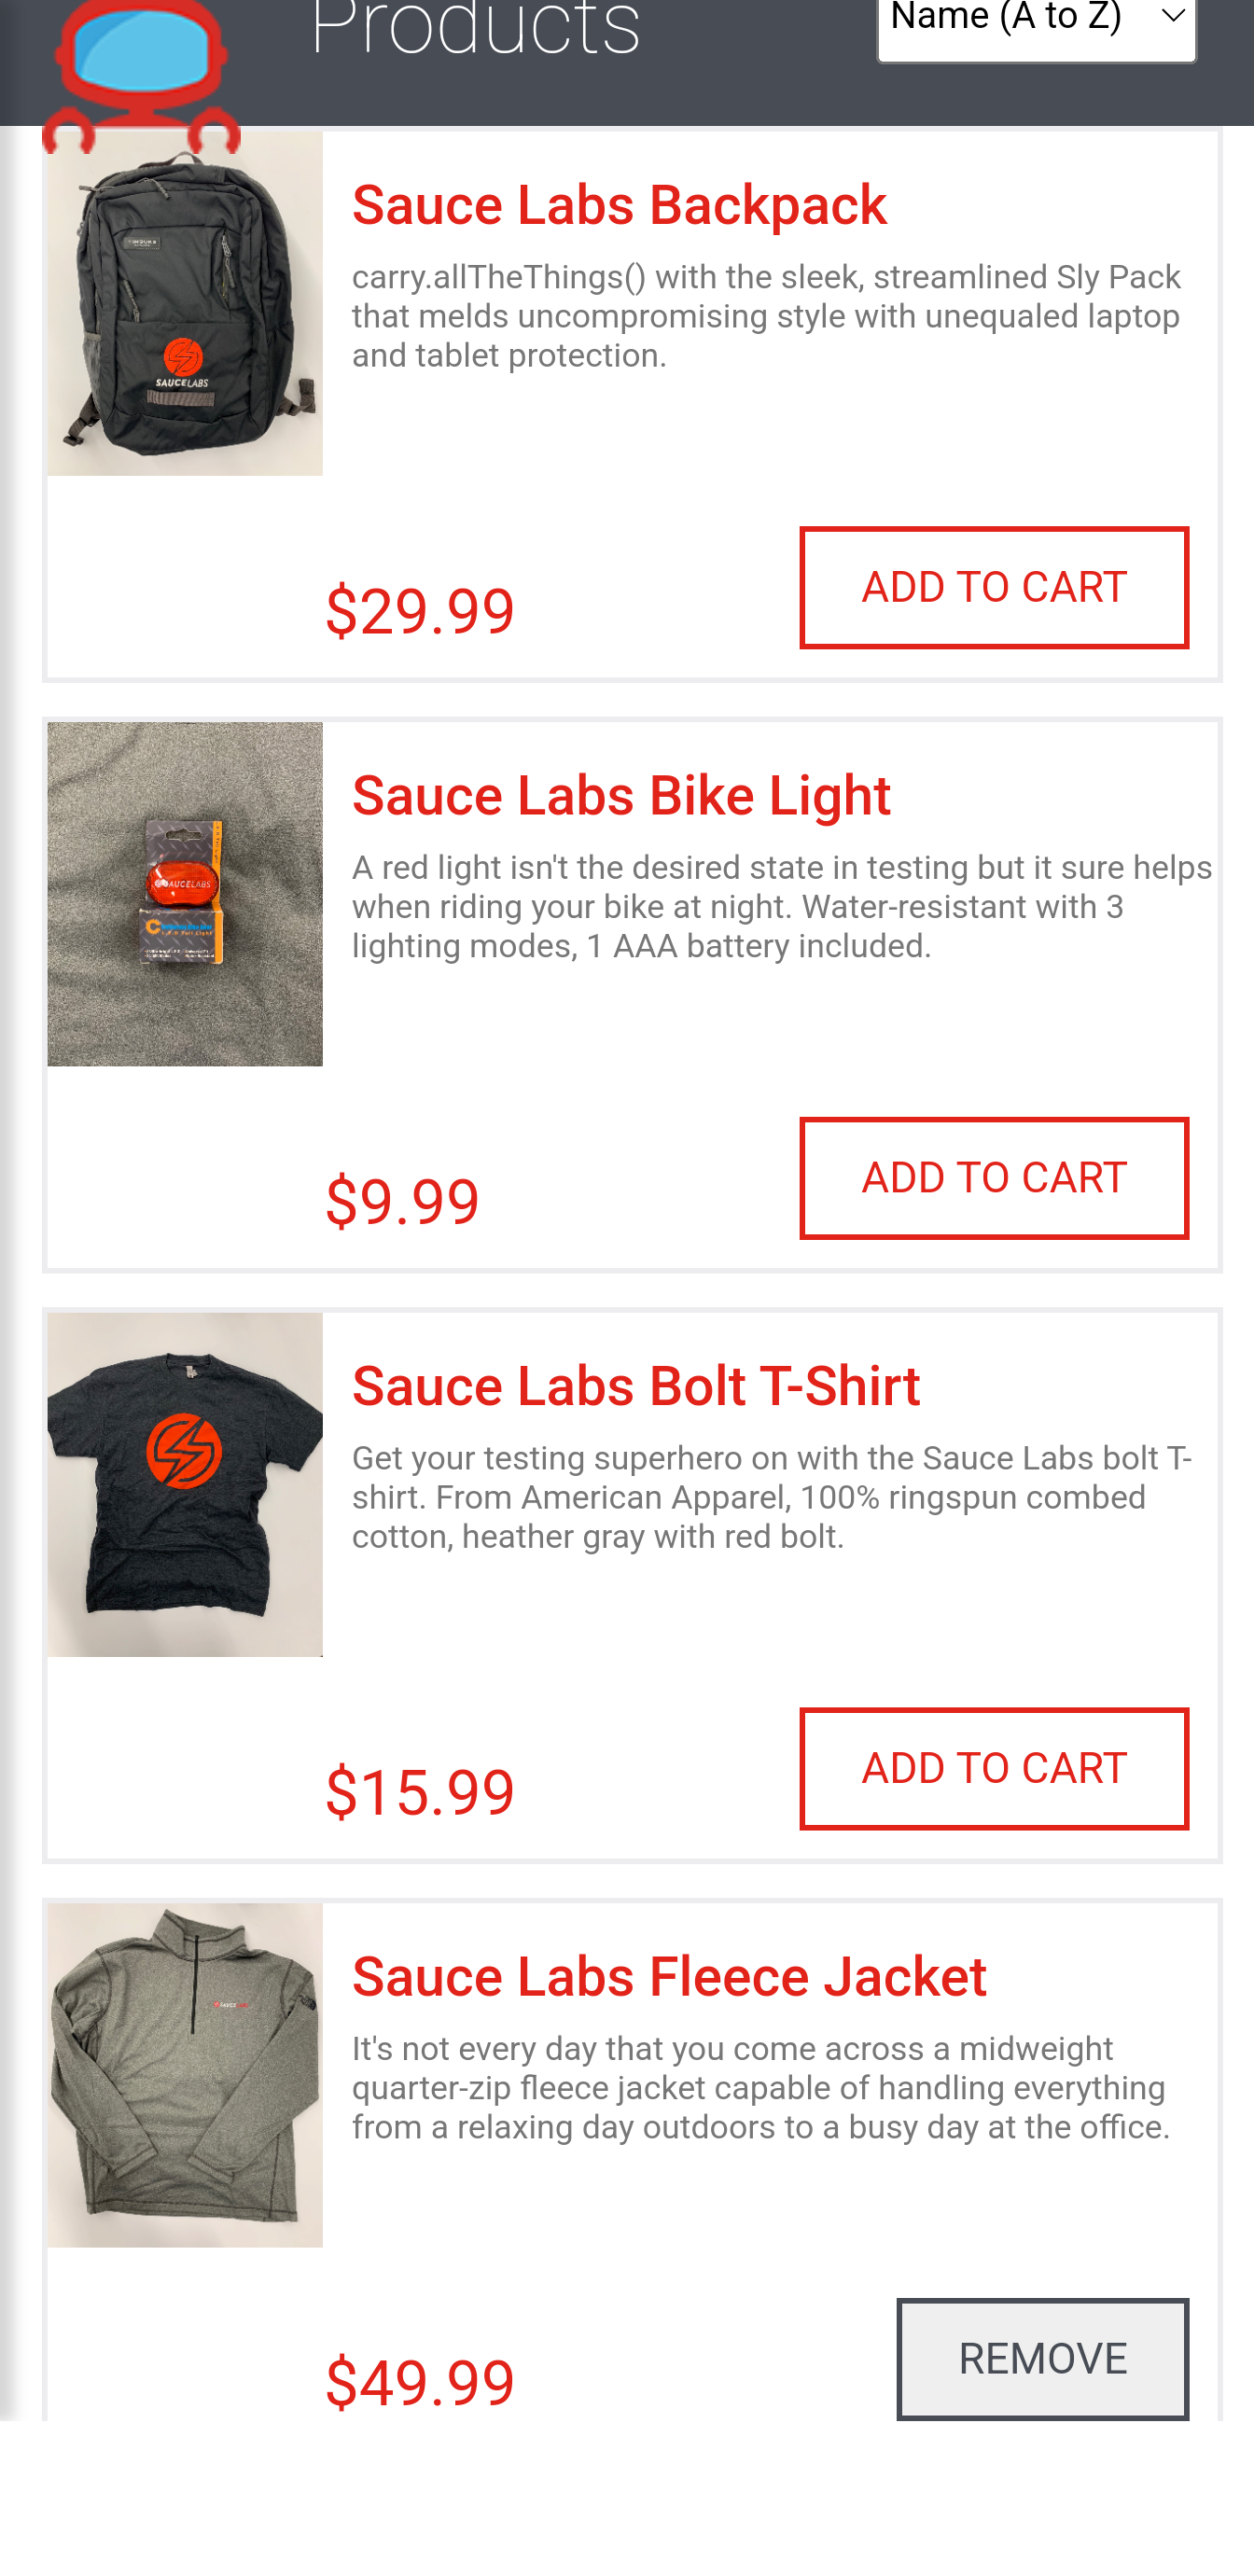 Products
Name (A to Z)
Sauce Labs Backpack
carry.allTheThings() with the sleek, streamlined Sly Pack
that melds uncompromising style with unequaled laptop
and tablet protection.
SAUCELABS
$29.99
ADD TO CART
Sauce Labs Bike Light
A red light isn't the desired state in testing but it sure helps
when riding your bike at night. Water-resistant with 3
lighting modes, 1 AAA battery included.
SAUCELABS
$9.99
ADD TO CART
Sauce Labs Bolt T-Shirt
Get your testing superhero on with the Sauce Labs bolt T-
shirt. From American Apparel, 100% ringspun combed
cotton, heather gray with red bolt.
$15.99
ADD TO CART
Sauce Labs Fleece Jacket
It's not every day that you come across a midweight
quarter-zip fleece jacket capable of handling everything
from a relaxing day outdoors to a busy day at the office.
$49.99
REMOVE